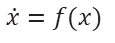 ẋ = f(x)